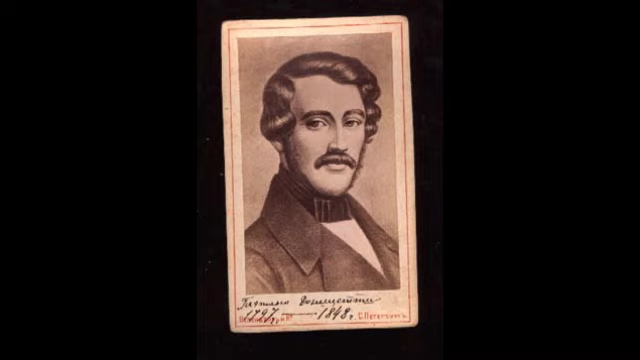 Гаэтано Доницетти
1797 — 1848 г.
С.Петербургъ